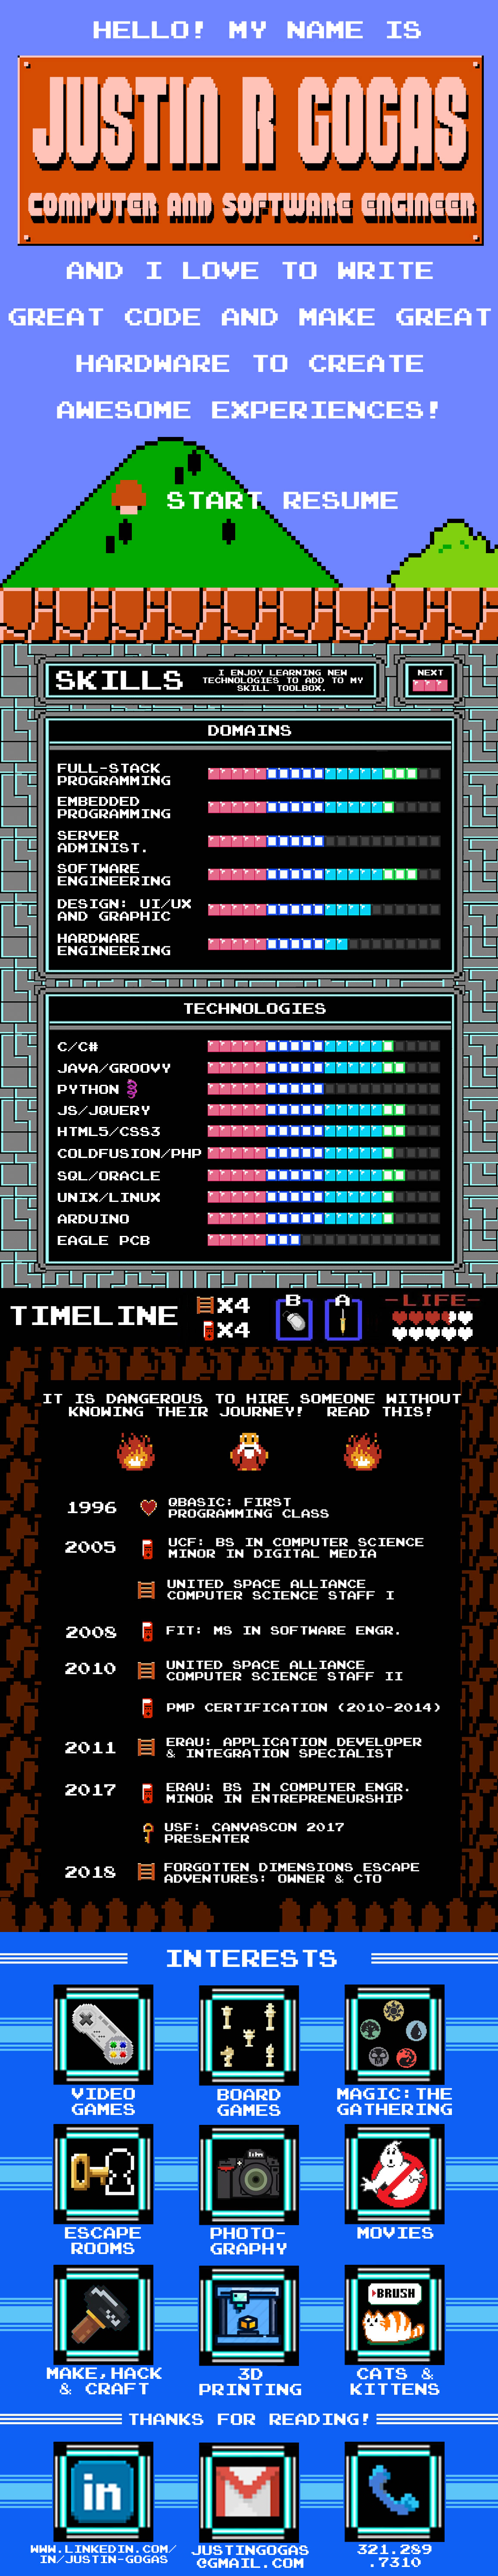 HELLO! MY NAME IS
JUSTIN R GOGAS
COMPUTER AND SOFTWARE ENGINEER
AND I LOVE TO WRITE
GREAT CODE AND MAKE GREAT
HARDWARE TO CREATE
AWESOME EXPERIENCES!
START RESUME
SKILLS
I ENJOY LEARNING NEW
TECHNOLOGIES TO ADD TO MY
SKILL TOOLBOX.
NEXT
DOMAINS
FULL-STACK
PROGRAMMING
EMBEDDED
PROGRAMMING
SERVER
ADMINIST.
SOFTWARE
ENGINEERING
DESIGN: UI/UX
AND GRAPHIC
HARDWARE
ENGINEERING
TECHNOLOGIES
C/C#
JAVA/GROOVY
PYTHON
JS/JQUERY
HTML5/CSS3
COLDFUSION/PHP
SQL/ORACLE
UNIX/LINUX
ARDUINO
EAGLE PCB
TIMELINE
X4
X4
B
A
-LIFE-
IT IS DANGEROUS TO HIRE SOMEONE WITHOUT
KNOWING THEIR JOURNEY! READ THIS!
1996
QBASIC: FIRST
PROGRAMMING CLASS
2005
UCF: BS IN COMPUTER SCIENCE
MINOR IN DIGITAL MEDIA
UNITED SPACE ALLIANCE
COMPUTER SCIENCE STAFF I
2008
FIT: MS IN SOFTWARE ENGR.
2010
UNITED SPACE ALLIANCE
COMPUTER SCIENCE STAFF II
PMP CERTIFICATION (2010-2014)
2011
ERAU: APPLICATION DEVELOPER
& INTEGRATION SPECIALIST
2017
ERAU: BS IN COMPUTER ENGR.
MINOR IN ENTREPRENEURSHIP
USF: CANVASCON 2017
PRESENTER
2018
FORGOTTEN DIMENSIONS ESCAPE
ADVENTURES: OWNER & CTO
INTERESTS
VIDEO
GAMES
BOARD
GAMES
MAGIC:THE
GATHERING
ESCAPE
ROOMS
PHOTO-
GRAPHY
MOVIES
BRUSH
MAKE,HACK
& CRAFT
3D
PRINTING
CATS &
KITTENS
THANKS FOR READING!
in
WWW.LINKEDIN.COM/
IN/JUSTIN-GOGAS
JUSTINGOGAS
@GMAIL.COM
321.289
.7310